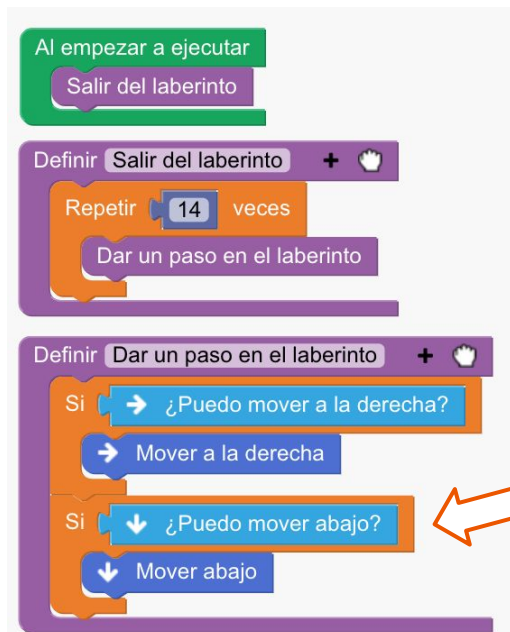 Al empezar a ejecutar
Salir del laberinto
Definir Salir del laberinto +
Repetir 14 veces
Dar un paso en el laberinto
Definir Dar un paso en el laberinto +
Si ¿Puedo mover a la derecha?
Mover a la derecha
Si ¿Puedo mover abajo?
Mover abajo